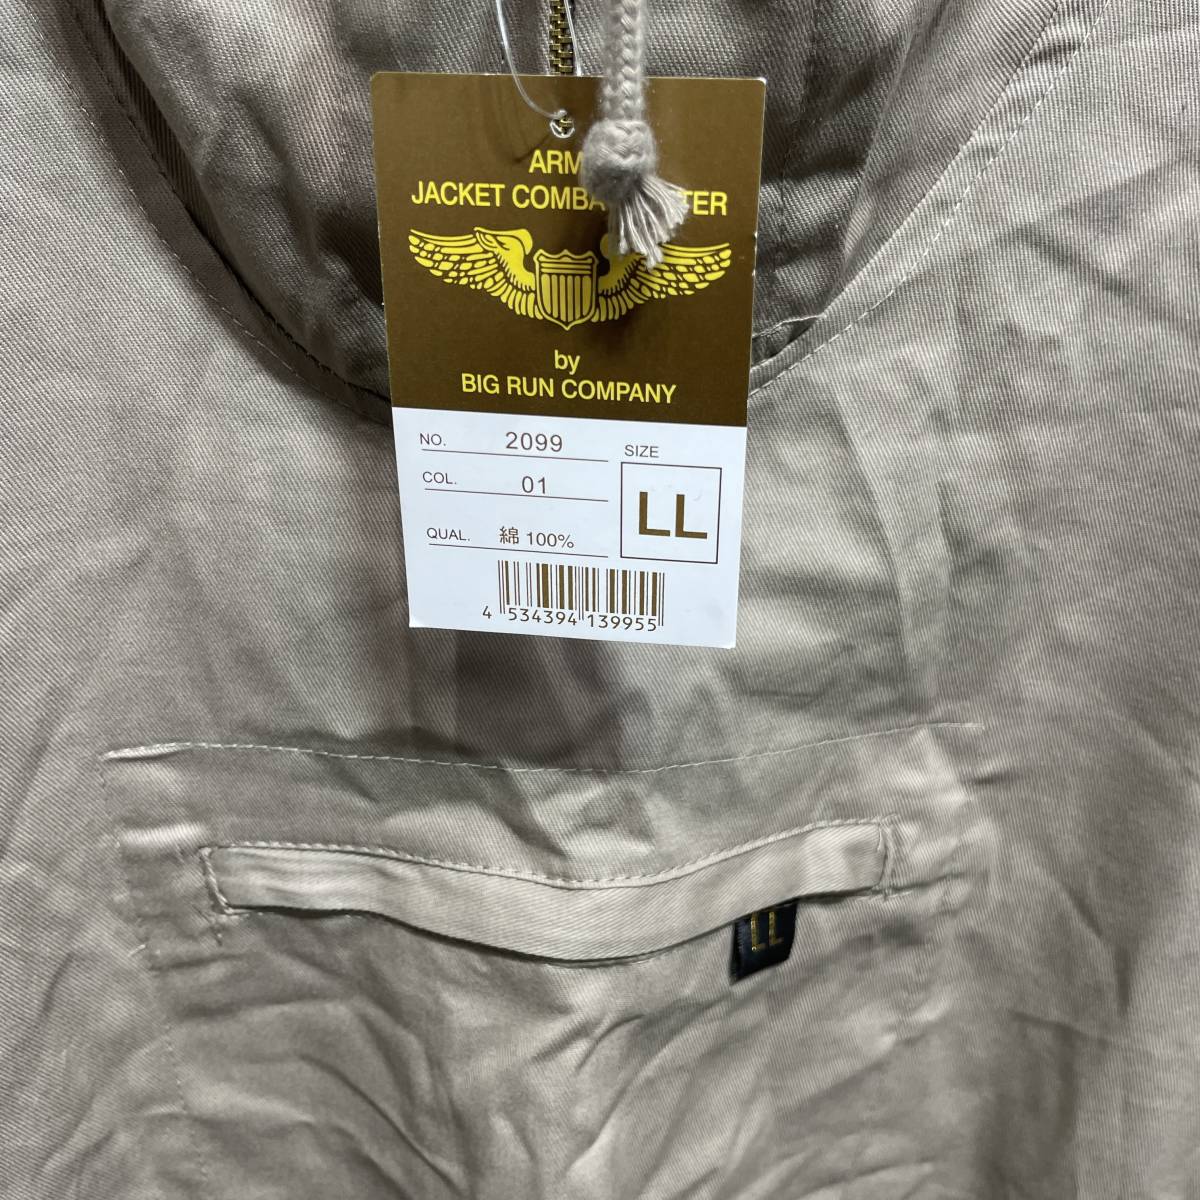 ARM
JACKET COMBA TER
by
BIG RUN COMPANY
NO. 2099
COL. 01
QUAL. 綿 100%
SIZE
LL
4 534394 139955
LL